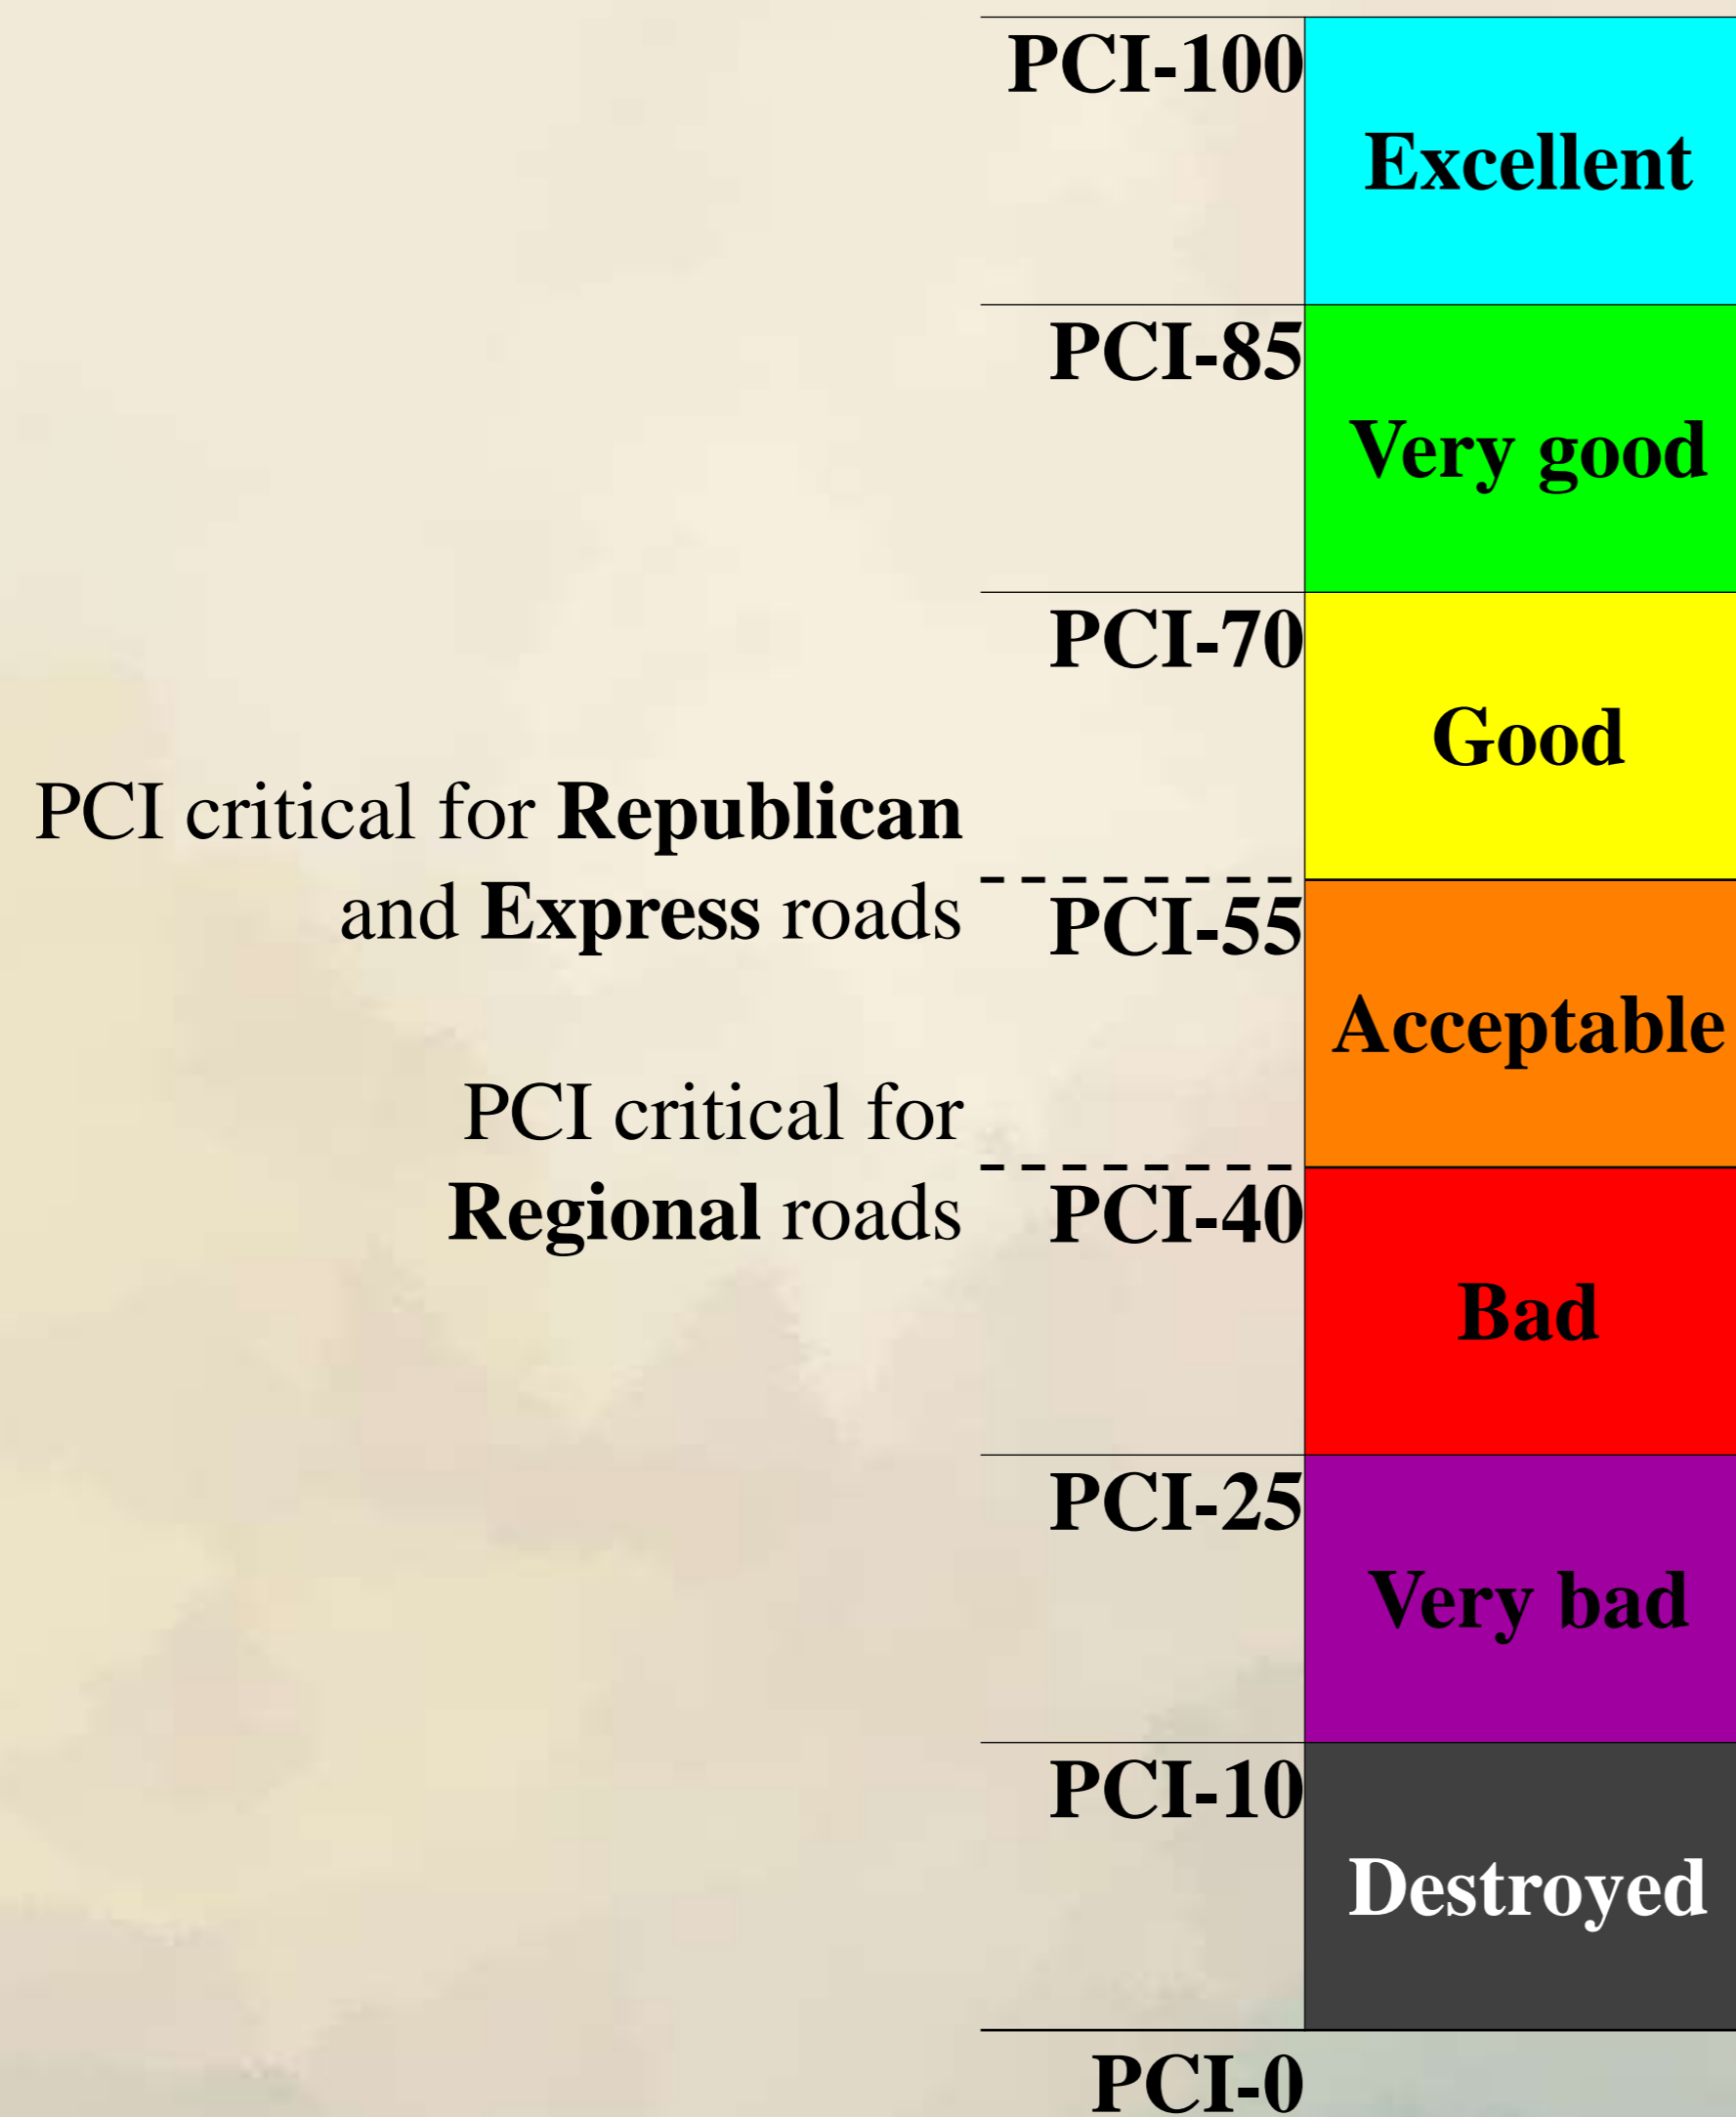 PCI-100
Excellent
PCI-85
Very good
PCI-70
Good
PCI critical for Republican
and Express roads
PCI-55
Acceptable
PCI critical for
Regional roads
PCI-40
Bad
PCI-25
Very bad
PCI-10
Destroyed
PCI-0